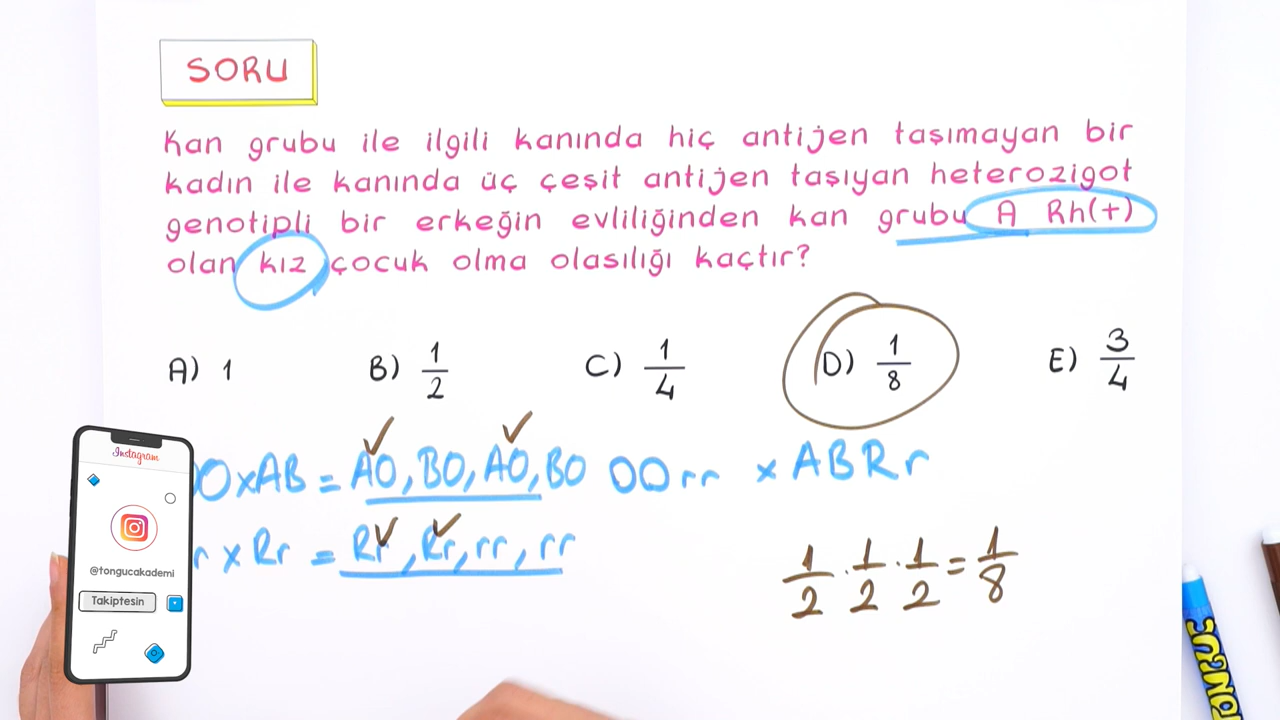 SORU
Kan grubu ile ilgili kanında hiç antijen taşımayan bir
kadın ile kanında üç çeşit antijen taşıyan heterozigot
genotipli bir erkeğin evliliğinden kan grubu A Rh(+)
olan kız çocuk olma olasılığı kaçtır?
A) 1 B) 1/2 C) 1/4 D) 1/8 E) 3/4
OxAB = AO, BO, AO, BO OOrr x ABRr
r x Rr = Rr, Rr, rr, rr
1/2 . 1/2 . 1/2 = 1/8
Instagram
@tongucakademi
Takiptesin